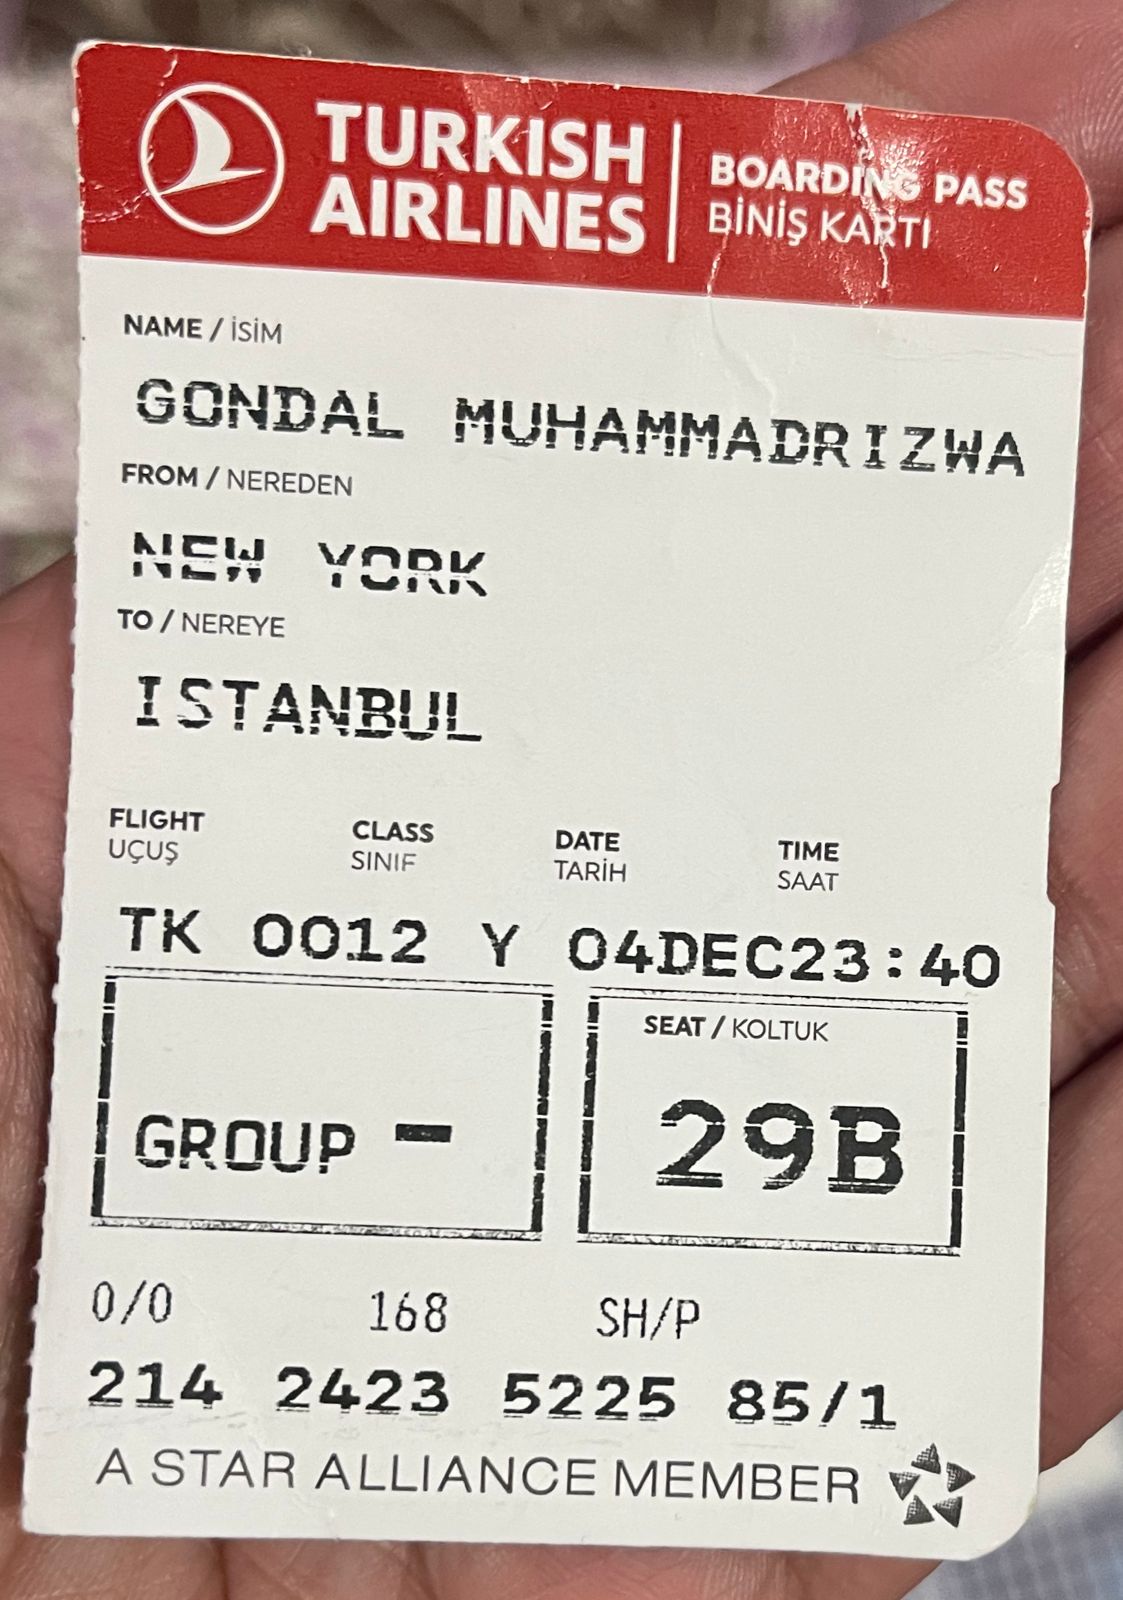 TURKISH AIRLINES
BOARDING PASS
BİNİŞ KARTI
NAME / İSİM
GONDAL MUHAMMADRIZWA
FROM / NEREDEN
NEW YORK
TO / NEREYE
ISTANBUL
FLIGHT CLASS DATE TIME
UÇUŞ SINIF TARİH SAAT
TK 0012 Y 04DEC23:40
SEAT / KOLTUK
GROUP - 29B
0/0 168 SH/P
214 2423 5225 85/1
A STAR ALLIANCE MEMBER